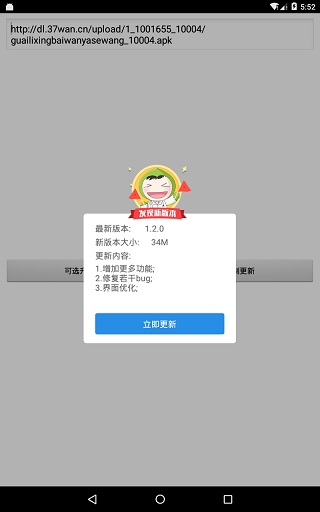 5:52
http://dl.37wan.cn/upload/1_1001655_10004/
guailixingbaiwanyasewang_10004.apk
发现新版本
最新版本: 1.2.0
新版本大小: 34M
更新内容:
1.增加更多功能;
2.修复若干bug;
3.界面优化;
可选
更新
立即更新